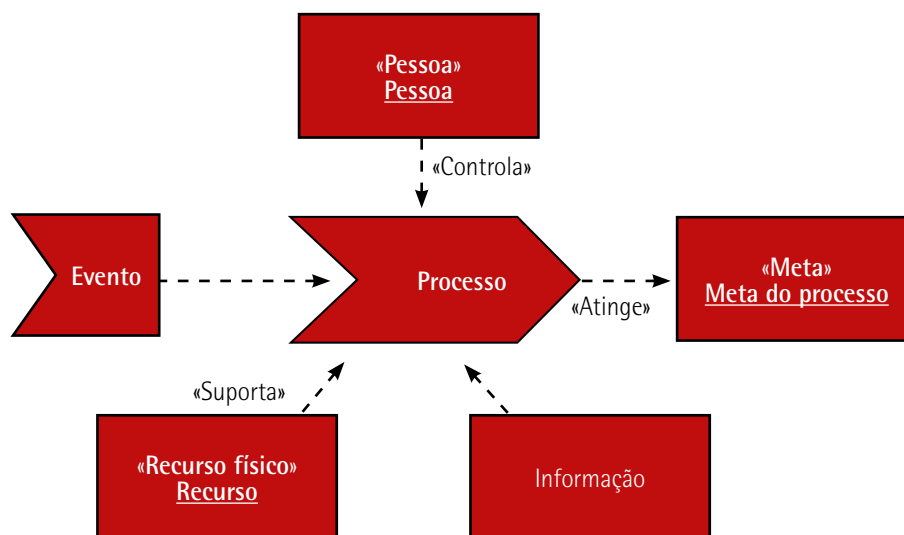 «Pessoa»
Pessoa
«Controla»
Evento
Processo
«Meta»
Meta do processo
«Atinge»
«Suporta»
«Recurso físico»
Recurso
Informação